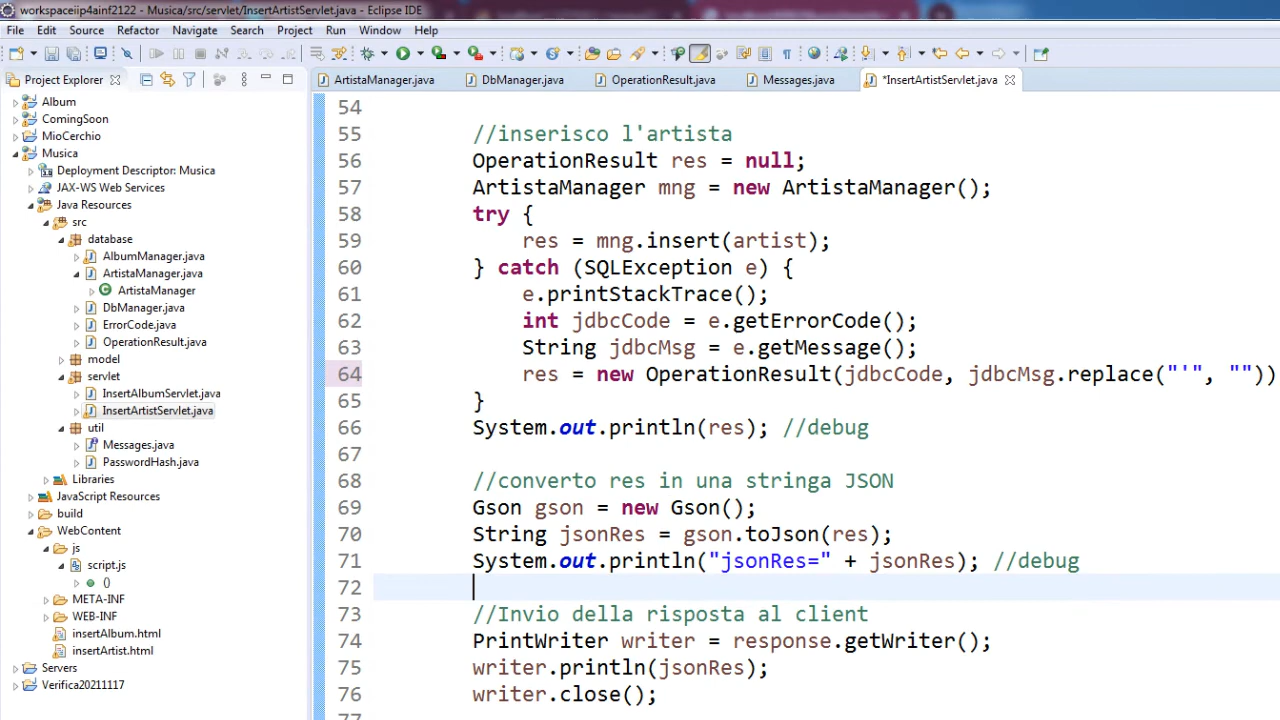 workspaceiip4ainf2122 - Musica/src/servlet/InsertArtistServlet.java - Eclipse IDE
File Edit Source Refactor Navigate Search Project Run Window Help
Project Explorer
ArtistaManager.java DbManager.java OperationResult.java Messages.java *InsertArtistServlet.java
Album
ComingSoon
MioCerchio
Musica
Deployment Descriptor: Musica
JAX-WS Web Services
Java Resources
src
database
AlbumManager.java
ArtistaManager.java
ArtistaManager
DbManager.java
ErrorCode.java
OperationResult.java
model
servlet
InsertAlbumServlet.java
InsertArtistServlet.java
util
Messages.java
PasswordHash.java
Libraries
JavaScript Resources
build
WebContent
js
script.js
()
META-INF
WEB-INF
insertAlbum.html
insertArtist.html
Servers
Verifica20211117
54
55 //inserisco l'artista
56 OperationResult res = null;
57 ArtistaManager mng = new ArtistaManager();
58 try {
59 res = mng.insert(artist);
60 } catch (SQLException e) {
61 e.printStackTrace();
62 int jdbcCode = e.getErrorCode();
63 String jdbcMsg = e.getMessage();
64 res = new OperationResult(jdbcCode, jdbcMsg.replace("'", ""))
65 }
66 System.out.println(res); //debug
67
68 //converto res in una stringa JSON
69 Gson gson = new Gson();
70 String jsonRes = gson.toJson(res);
71 System.out.println("jsonRes=" + jsonRes); //debug
72
73 //Invio della risposta al client
74 PrintWriter writer = response.getWriter();
75 writer.println(jsonRes);
76 writer.close();
77